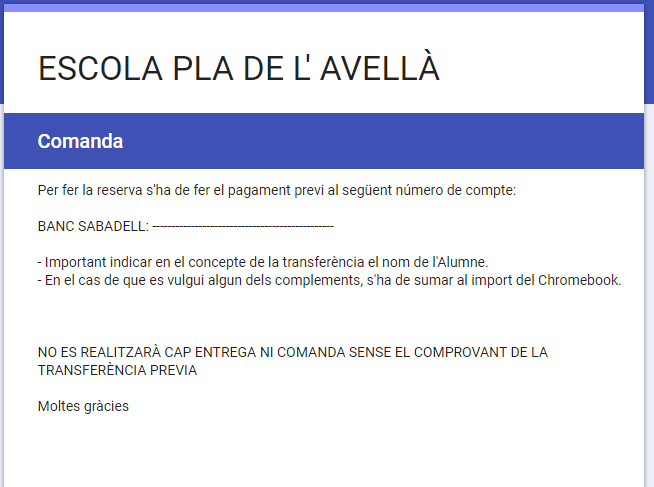 ESCOLA PLA DE L' AVELLÀ
Comanda
Per fer la reserva s'ha de fer el pagament previ al següent número de compte:
BANC SABADELL: -----------------------------------------------
- Important indicar en el concepte de la transferència el nom de l'Alumne.
- En el cas de que es vulgui algun dels complements, s'ha de sumar al import del Chromebook.
NO ES REALITZARÀ CAP ENTREGA NI COMANDA SENSE EL COMPROVANT DE LA
TRANSFERÈNCIA PREVIA
Moltes gràcies